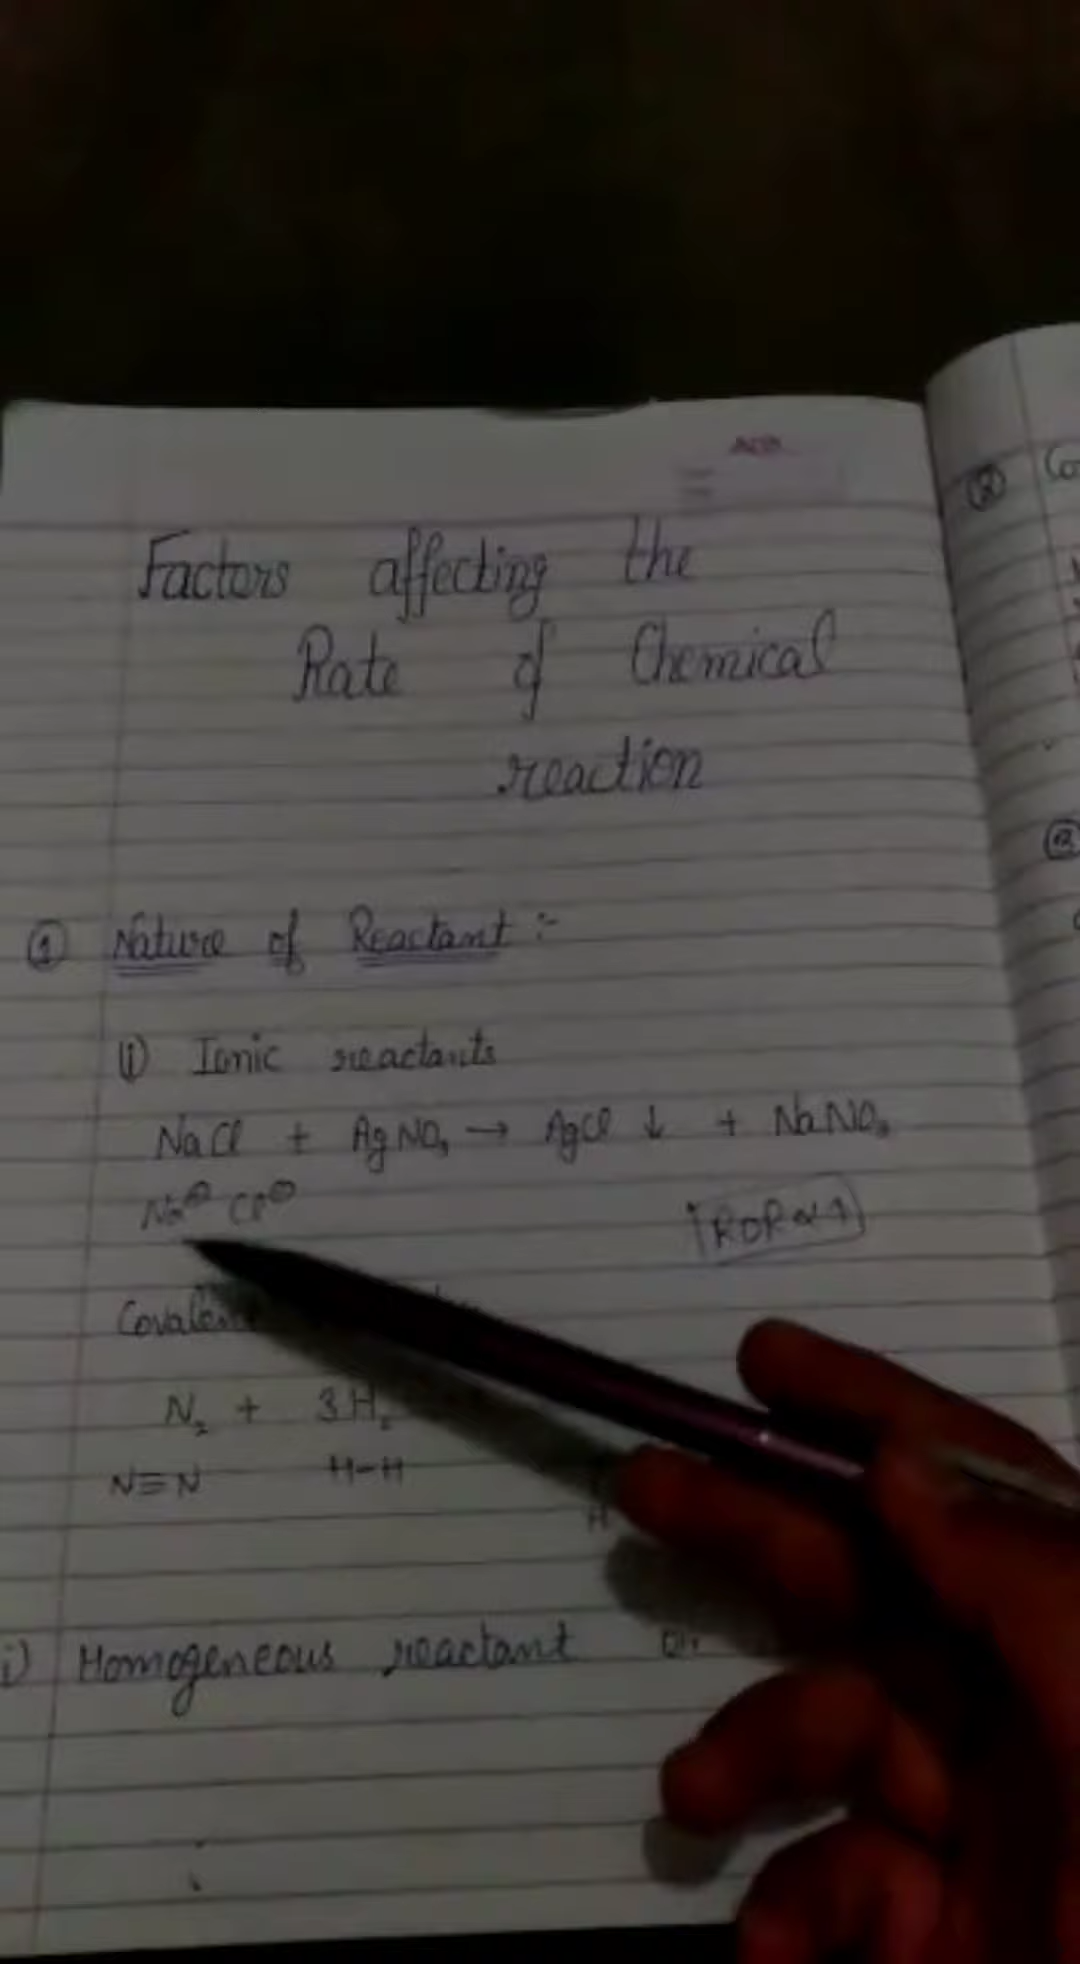 Factors affecting the
Rate of Chemical
reaction
① Nature of Reactant :-
(i) Ionic reactants
NaCl + AgNO₃ → AgCl ↓ + NaNO₃
Na⊕ Cl⊖
N₂ + 3H₂
N≡N H-H
H
i) Homogeneous reactant